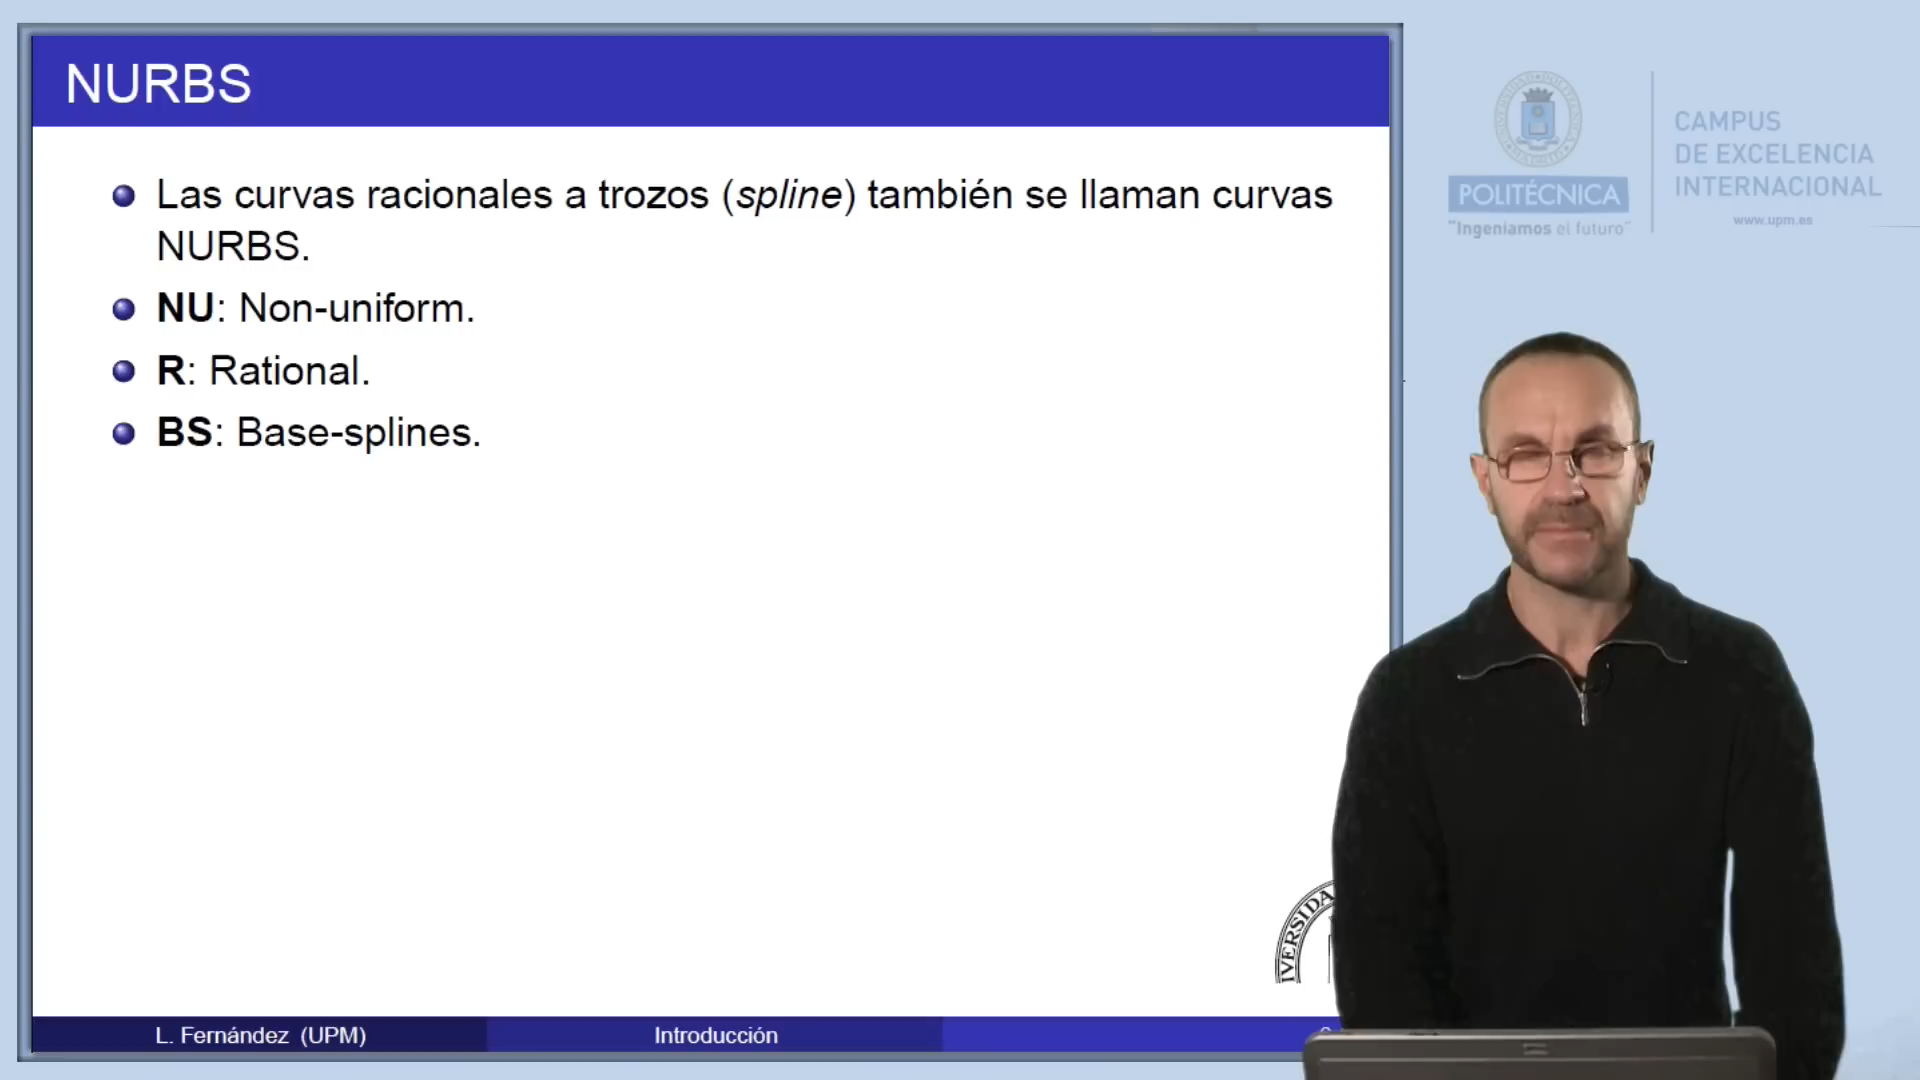 NURBS
Las curvas racionales a trozos (spline) también se llaman curvas
NURBS.
NU: Non-uniform.
R: Rational.
BS: Base-splines.
L. Fernández (UPM)
Introducción
POLITÉCNICA
"Ingeniamos el futuro"
CAMPUS
DE EXCELENCIA
INTERNACIONAL
www.upm.es